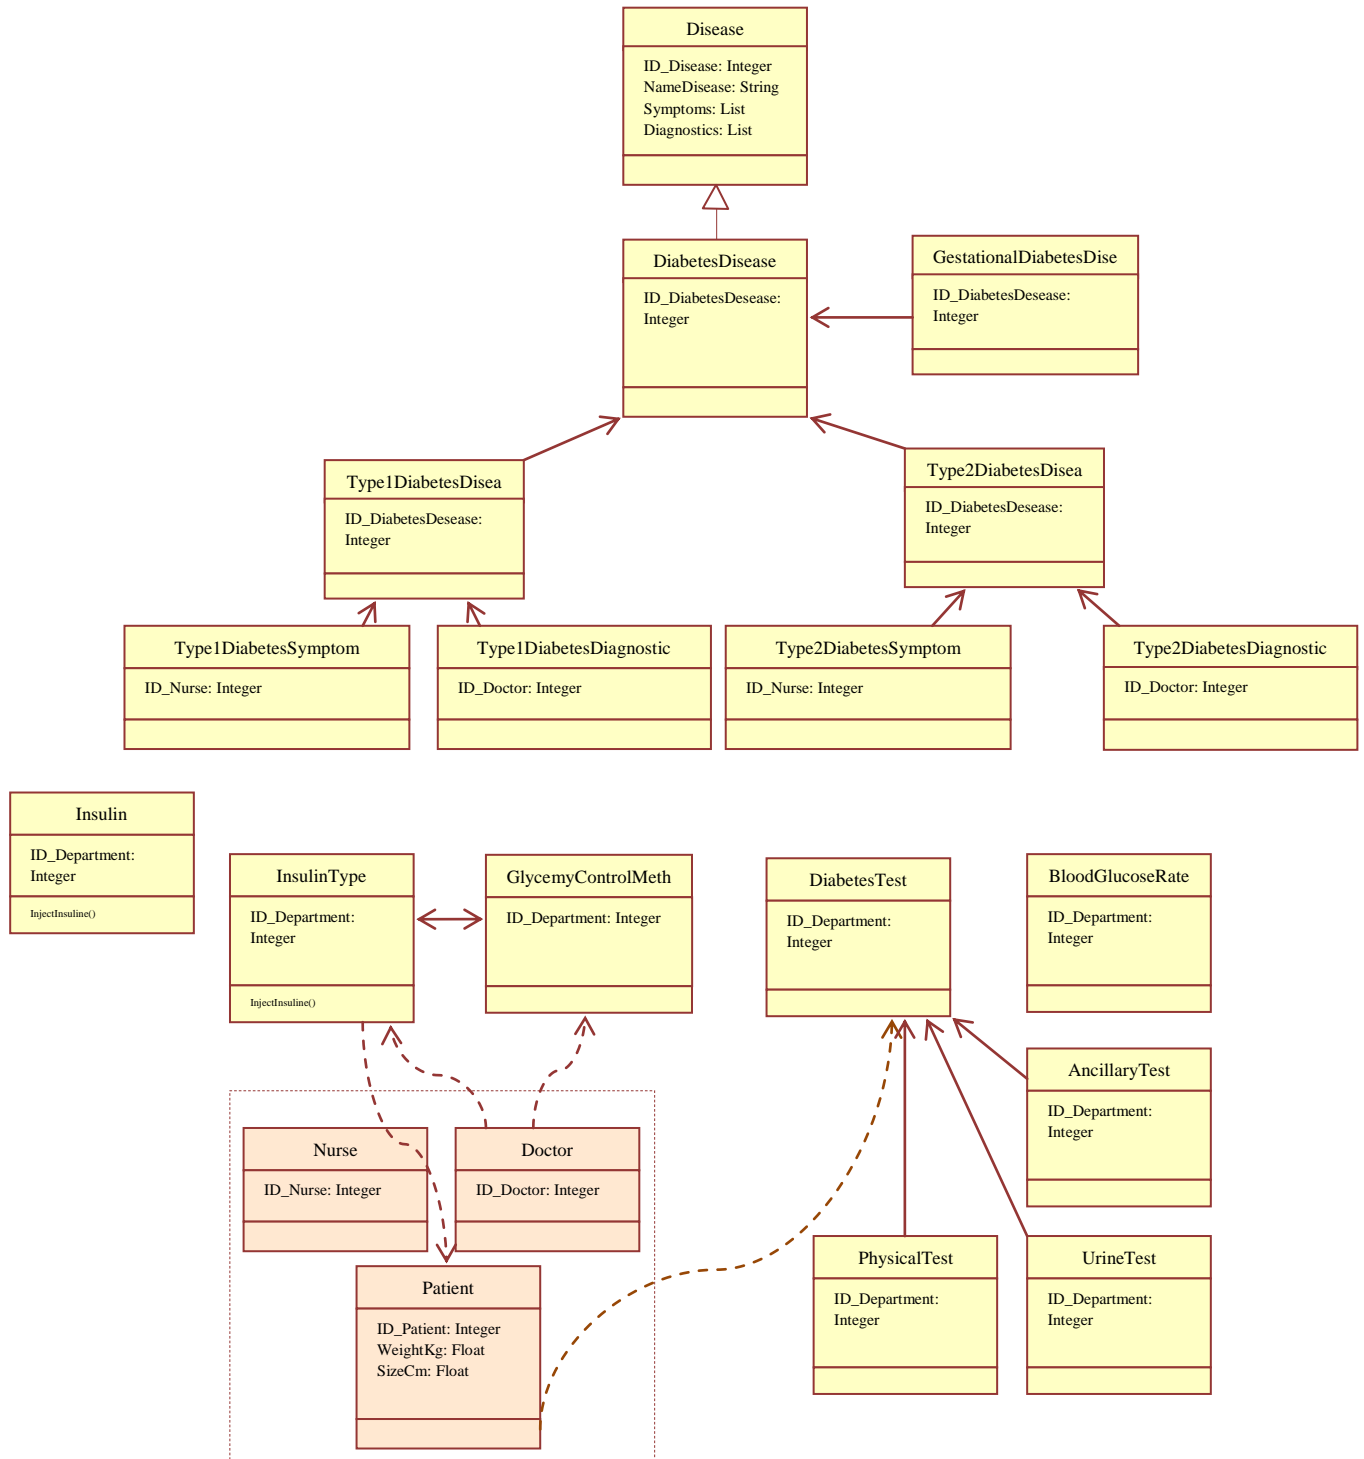 Disease
ID_Disease: Integer
NameDisease: String
Symptoms: List
Diagnostics: List
DiabetesDisease
ID_DiabetesDesease:
Integer
GestionalDiabetesDise
ID_DiabetesDesease:
Integer
Type1DiabetesDisea
ID_DiabetesDesease:
Integer
Type2DiabetesDisea
ID_DiabetesDesease:
Integer
Type1DiabetesSymptom
ID_Nurse: Integer
Type1DiabetesDiagnostic
ID_Doctor: Integer
Type2DiabetesSymptom
ID_Nurse: Integer
Type2DiabetesDiagnostic
ID_Doctor: Integer
Insulin
ID_Department:
Integer
InjectInsuline()
InsulinType
ID_Department:
Integer
InjectInsuline()
GlycemyControlMeth
ID_Department: Integer
DiabetesTest
ID_Department:
Integer
BloodGlucoseRate
ID_Department:
Integer
AncillaryTest
ID_Department:
Integer
Nurse
ID_Nurse: Integer
Doctor
ID_Doctor: Integer
PhysicalTest
ID_Department:
Integer
UrineTest
ID_Department:
Integer
Patient
ID_Patient: Integer
WeightKg: Float
SizeCm: Float